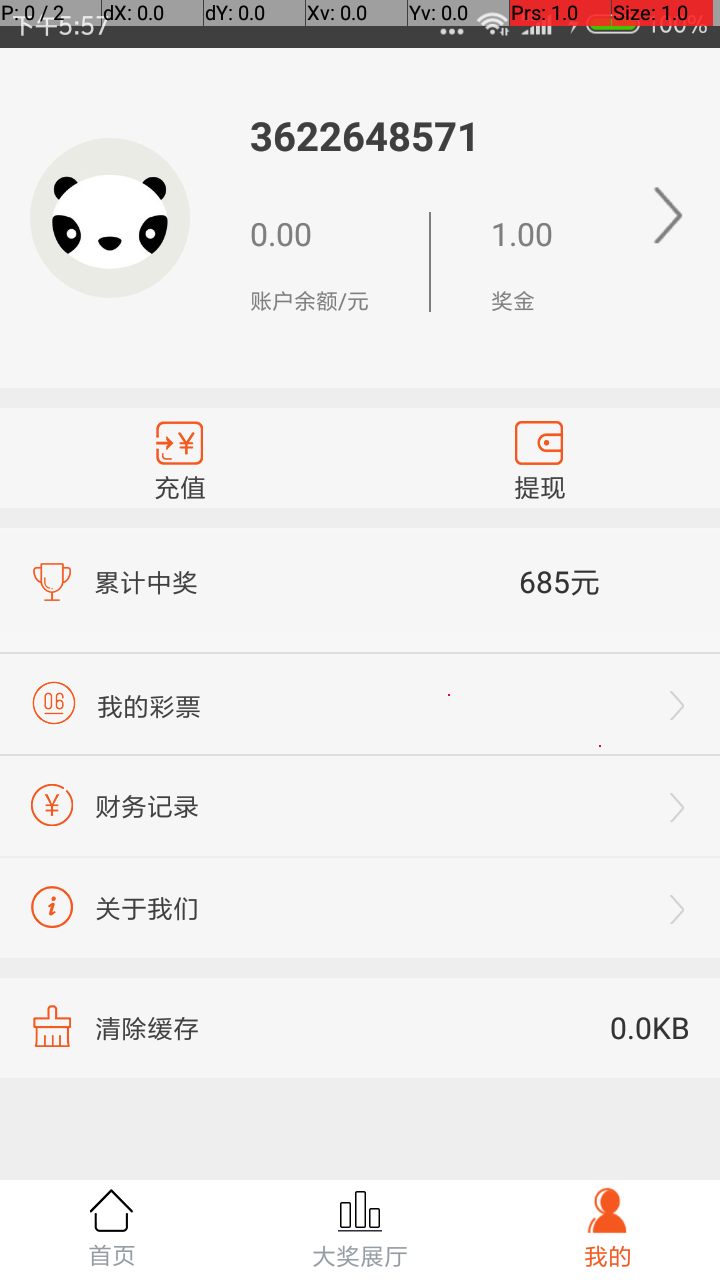 P: 0 / 2 dX: 0.0 dY: 0.0 Xv: 0.0 Yv: 0.0 Prs: 1.0 Size: 1.0
下午5:57 100%
3622648571
0.00 1.00
账户余额/元 奖金
充值 提现
累计中奖 685元
06 我的彩票
财务记录
关于我们
清除缓存 0.0KB
首页 大奖展厅 我的